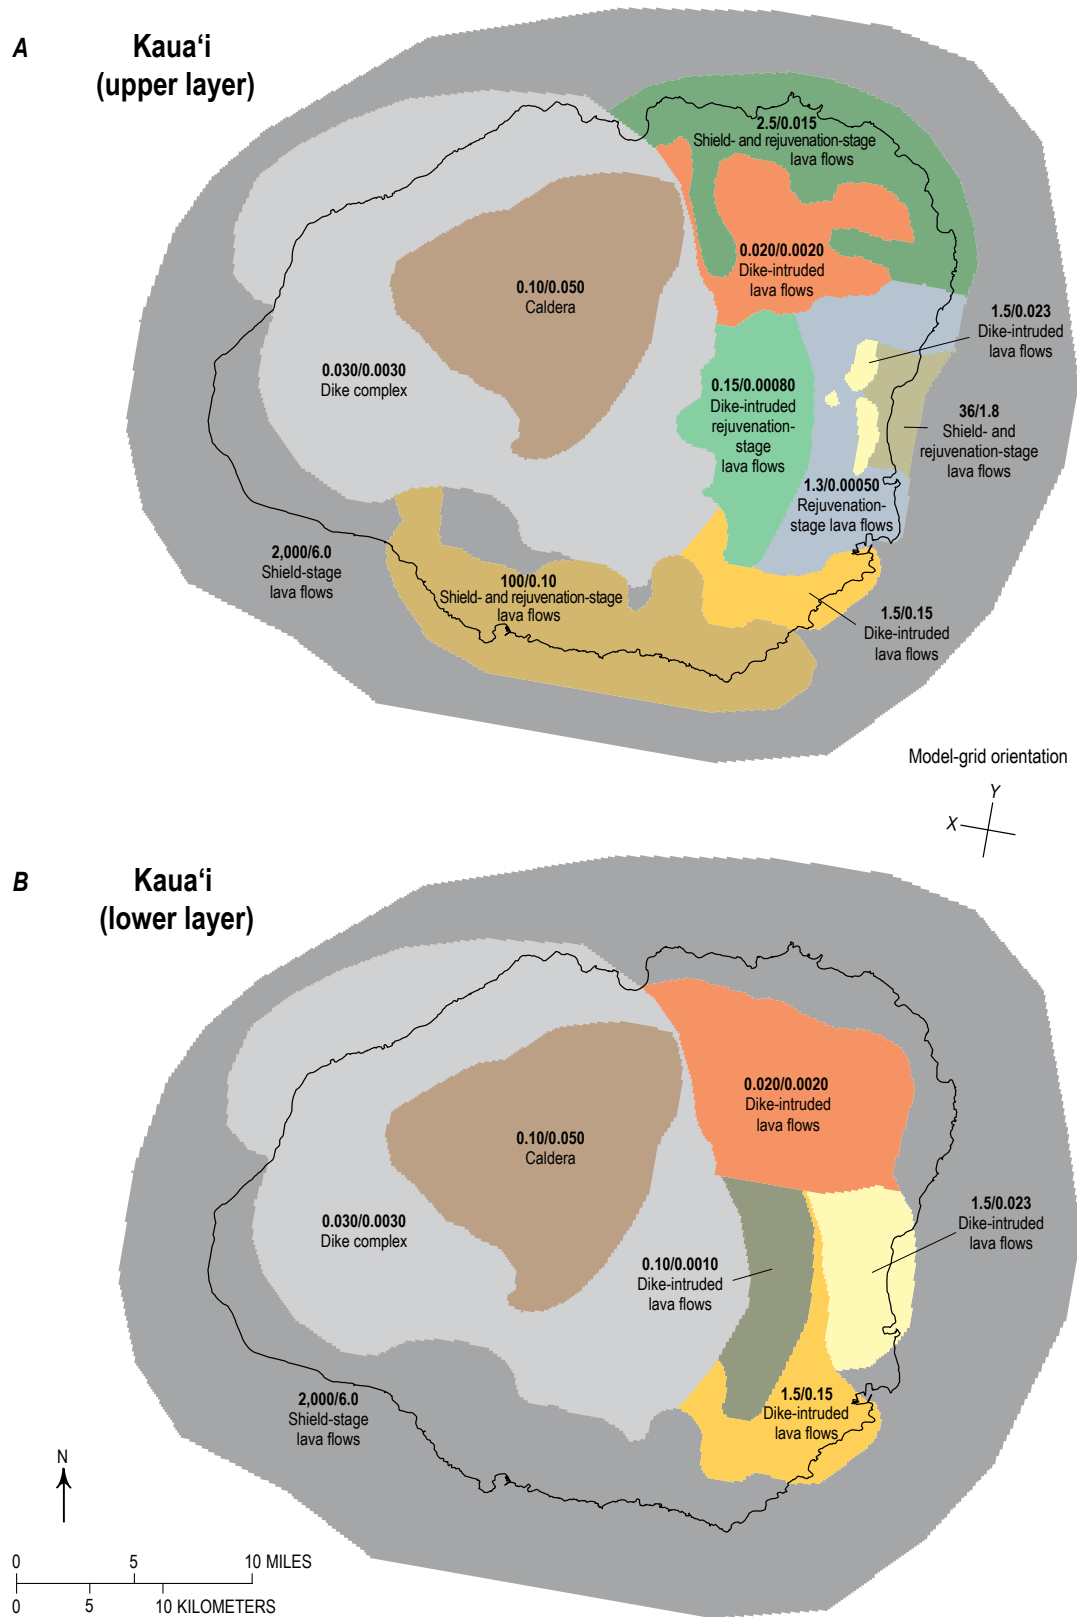 A
Kauaʻi
(upper layer)
2.5/0.015
Shield- and rejuvenation-stage
lava flows
0.020/0.0020
Dike-intruded
lava flows
0.10/0.050
Caldera
1.5/0.023
Dike-intruded
lava flows
0.030/0.0030
Dike complex
0.15/0.00080
Dike-intruded
rejuvenation-
stage
lava flows
36/1.8
Shield- and
rejuvenation-stage
lava flows
1.3/0.00050
Rejuvenation-
stage lava flows
2,000/6.0
Shield-stage
lava flows
100/0.10
Shield- and rejuvenation-stage
lava flows
1.5/0.15
Dike-intruded
lava flows
Model-grid orientation
Y
X
B
Kauaʻi
(lower layer)
0.020/0.0020
Dike-intruded
lava flows
0.10/0.050
Caldera
1.5/0.023
Dike-intruded
lava flows
0.030/0.0030
Dike complex
0.10/0.0010
Dike-intruded
lava flows
2,000/6.0
Shield-stage
lava flows
1.5/0.15
Dike-intruded
lava flows
N
0 5 10 MILES
0 5 10 KILOMETERS